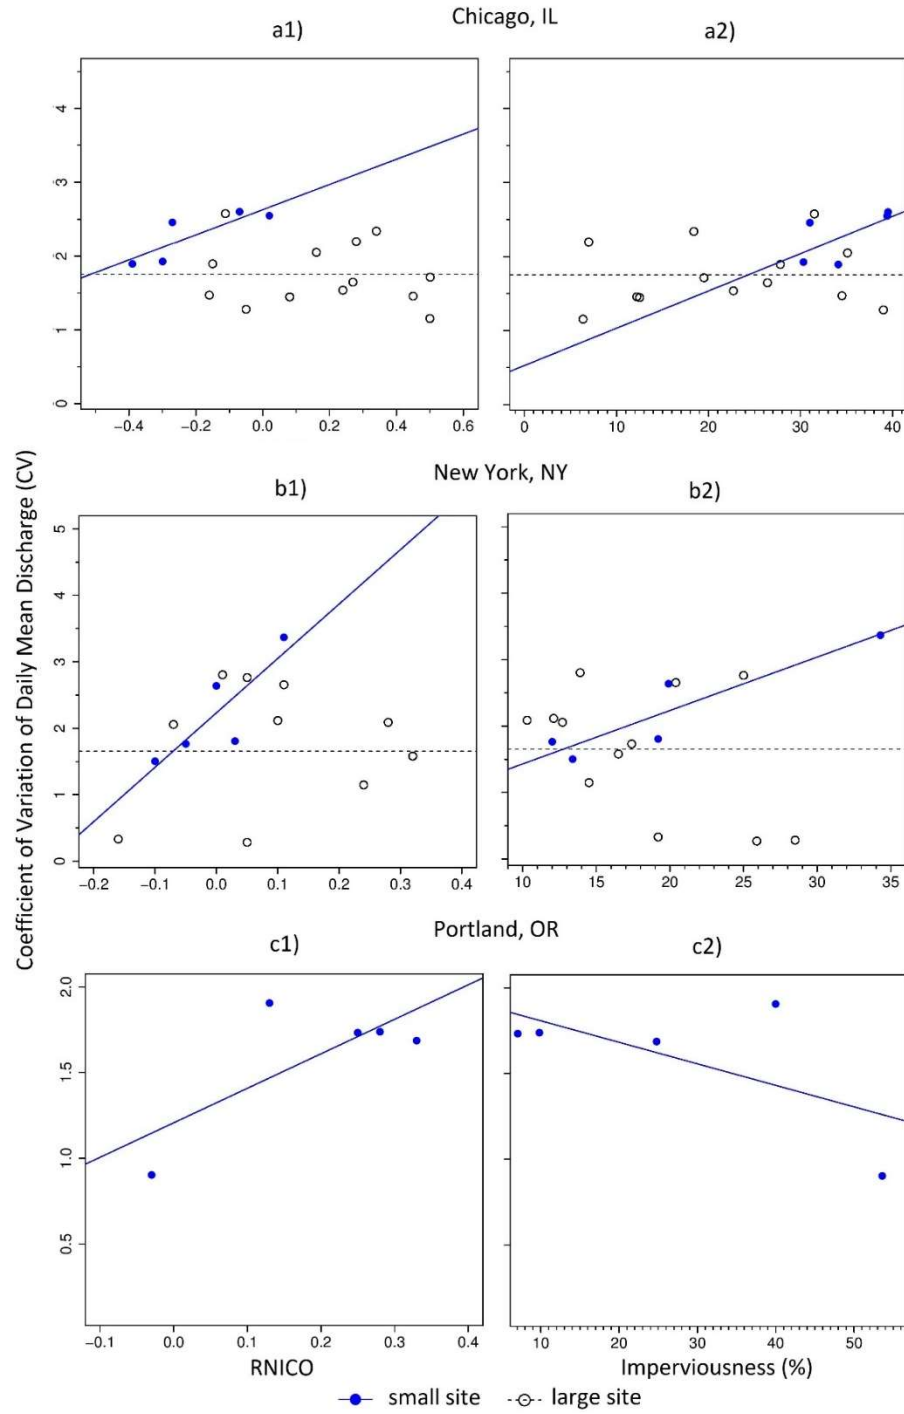 Chicago, IL
a1) a2)
0 1 2 3 4
−0.4 −0.2 0.0 0.2 0.4 0.6
0 10 20 30 40
Coefficient of Variation of Daily Mean Discharge (CV)
New York, NY
b1) b2)
0 1 2 3 4 5
−0.2 −0.1 0.0 0.1 0.2 0.3 0.4
10 15 20 25 30 35
Portland, OR
c1) c2)
0.5 1.0 1.5 2.0
−0.1 0.0 0.1 0.2 0.3 0.4
10 20 30 40 50
RNICO Imperviousness (%)
small site large site